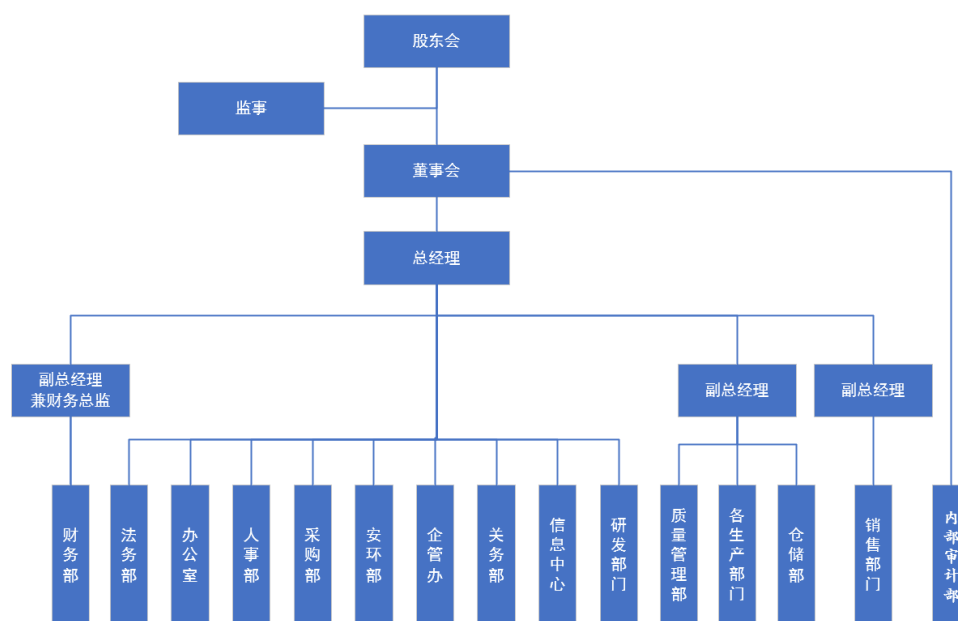 股东会
监事
董事会
总经理
副总经理
兼财务总监
副总经理
副总经理
财务部
法务部
办公室
人事部
采购部
安环部
企管办
关务部
信息中心
研发部门
质量管理部
各生产部门
仓储部
销售部门
内部审计部